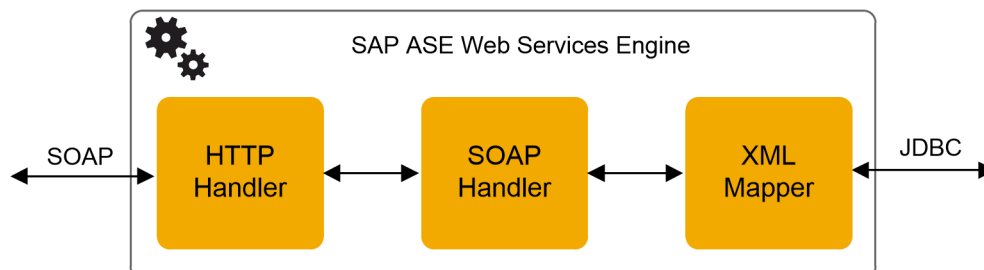 SAP ASE Web Services Engine
SOAP
HTTP
Handler
SOAP
Handler
XML
Mapper
JDBC